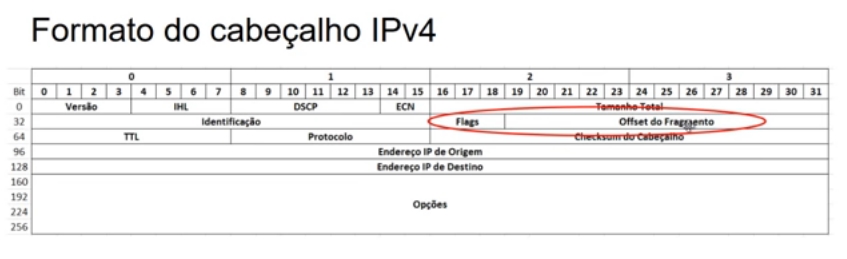 Formato do cabeçalho IPv4
0 1 2 3
Bit 0 1 2 3 4 5 6 7 8 9 10 11 12 13 14 15 16 17 18 19 20 21 22 23 24 25 26 27 28 29 30 31
0 Versão IHL DSCP ECN Tamanho Total
32 Identificação Flags Offset do Fragmento
64 TTL Protocolo Checksum do Cabeçalho
96 Endereço IP de Origem
128 Endereço IP de Destino
160
192
Opções
224
256